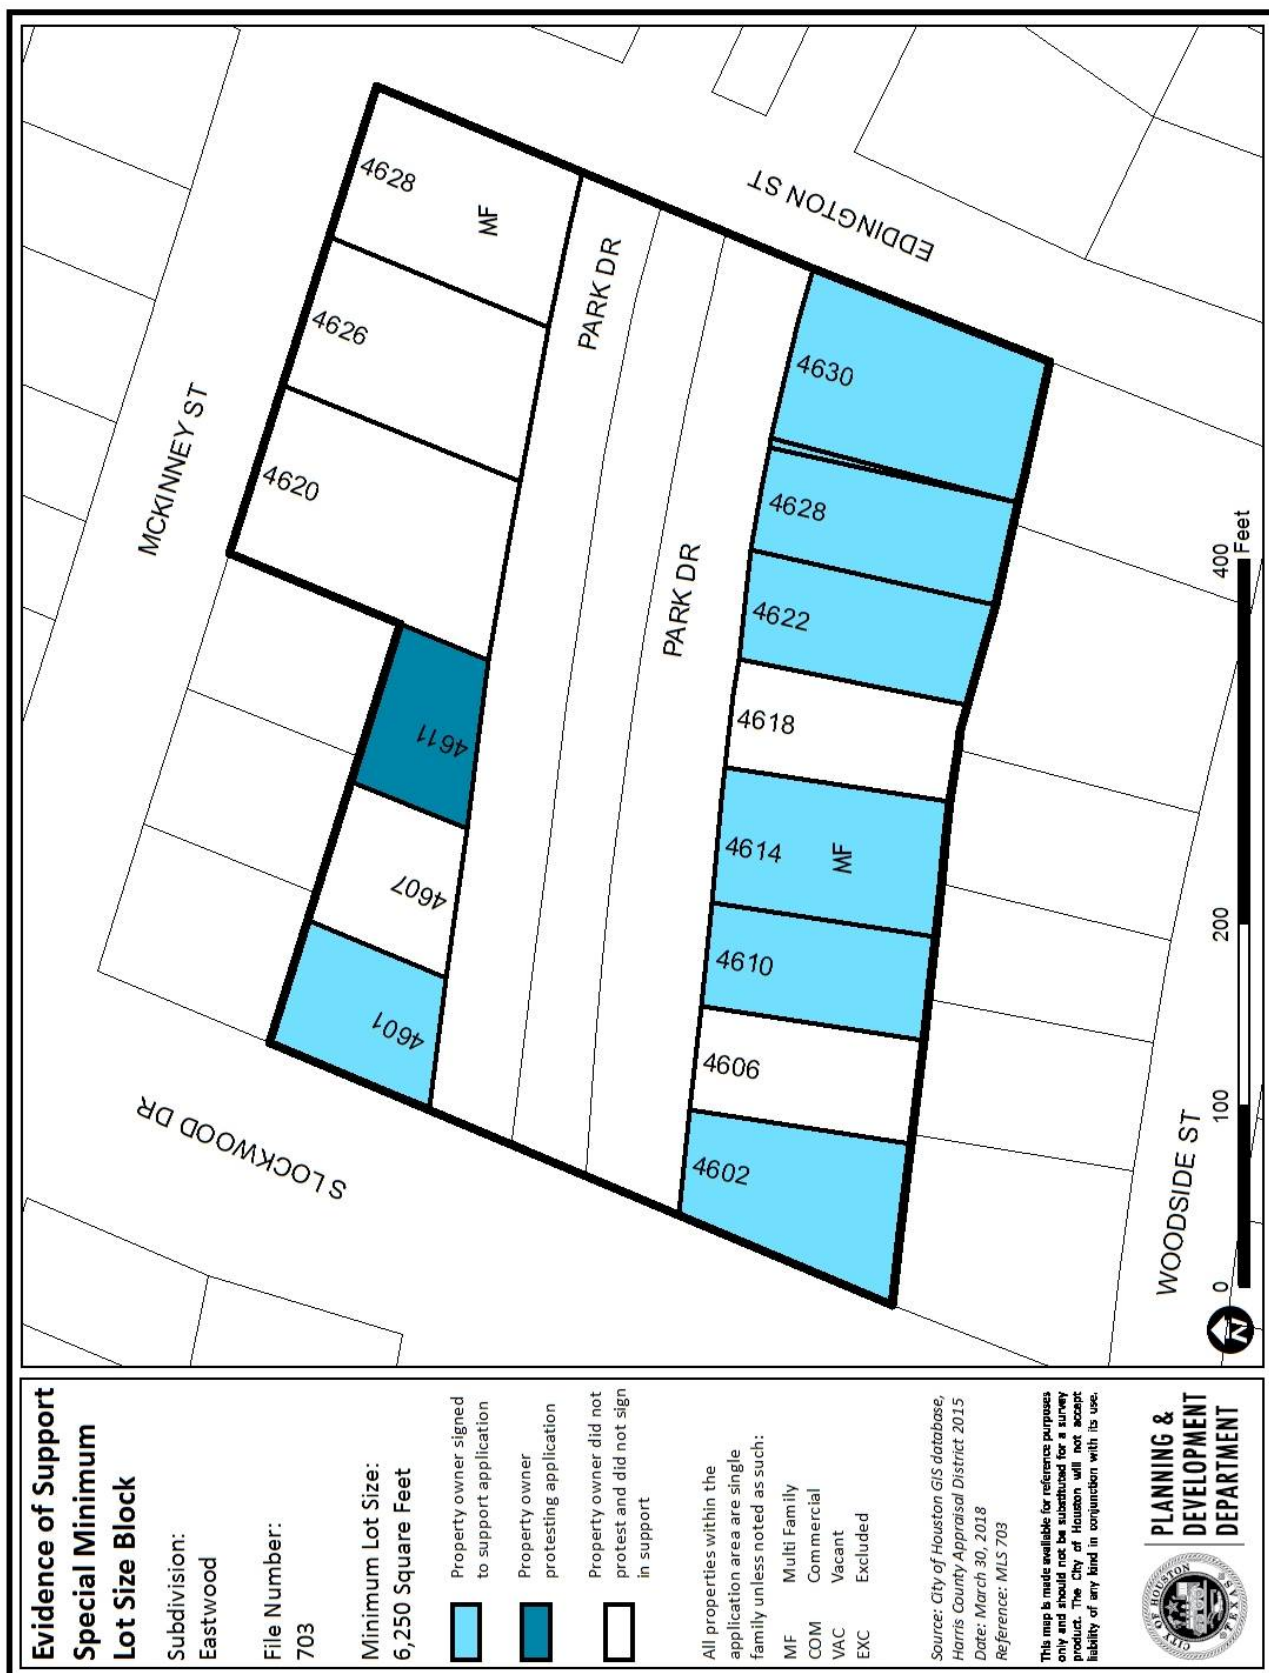 Evidence of Support
Special Minimum
Lot Size Block
Subdivision:
Eastwood
File Number:
703
Minimum Lot Size:
6,250 Square Feet
Property owner signed
to support application
Property owner
protesting application
Property owner did not
protest and did not sign
in support
All properties within the
application area are single
family unless noted as such:
MF Multi Family
COM Commercial
VAC Vacant
EXC Excluded
Source: City of Houston GIS database,
Harris County Appraisal District 2015
Date: March 30, 2018
Reference: MLS 703
This map is made available for reference purposes
only and should not be substituted for a survey
product. The City of Houston will not accept
liability of any kind in conjunction with its use.
CITY OF HOUSTON
TEXAS
PLANNING &
DEVELOPMENT
DEPARTMENT
MCKINNEY ST
S LOCKWOOD DR
EDDINGTON ST
WOODSIDE ST
PARK DR
PARK DR
4601
4607
4611
4620
4626
4628
MF
4602
4606
4610
4614
MF
4618
4622
4628
4630
N
0 100 200 400
Feet